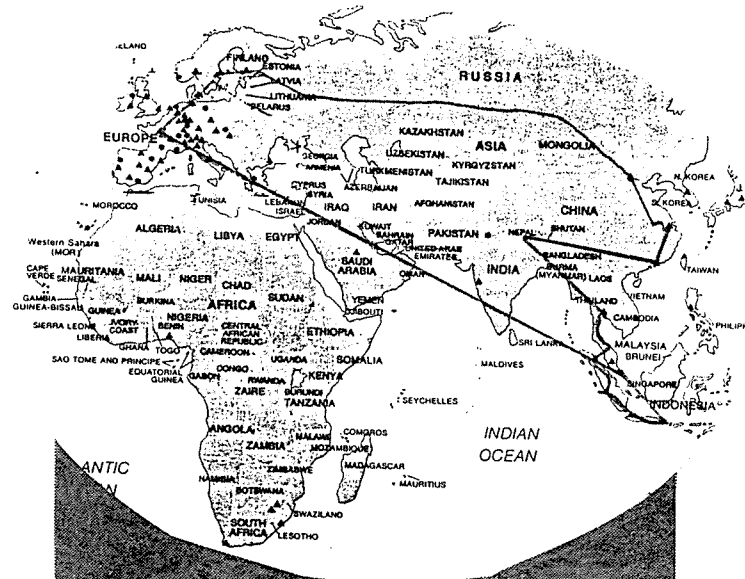 FINLAND
ESTONIA
RUSSIA
LATVIA
LITHUANIA
BELARUS
EUROPE
KAZAKHSTAN
ASIA
MONGOLIA
GEORGIA
ARMENIA
UZBEKISTAN
KYRGYZSTAN
TURKMENISTAN
TAJIKISTAN
N. KOREA
CYPRUS
SYRIA
AZERBAIJAN
S. KOREA
MOROCCO
TUNISIA
LEBANON
ISRAEL
IRAQ
IRAN
AFGHANISTAN
CHINA
JORDAN
ALGERIA
LIBYA
EGYPT
KUWAIT
BAHRAIN
QATAR
PAKISTAN
NEPAL
BHUTAN
Western Sahara
(MOR)
UNITED ARAB
EMIRATES
BANGLADESH
SAUDI
ARABIA
OMAN
INDIA
BURMA
(MYANMAR)
LAOS
TAIWAN
CAPE
VERDE
MAURITANIA
MALI
NIGER
CHAD
SENEGAL
SUDAN
YEMEN
DJIBOUTI
THAILAND
VIETNAM
GAMBIA
GUINEA-BISSAU
GUINEA
BURKINA
AFRICA
CAMBODIA
NIGERIA
BENIN
SIERRA LEONE
IVORY
COAST
LIBERIA
CENTRAL
AFRICAN
REPUBLIC
ETHIOPIA
SRI LANKA
PHILIP
GHANA
TOGO
CAMEROON
MALAYSIA
BRUNEI
SAO TOME AND PRINCIPE
EQUATORIAL
GUINEA
UGANDA
SOMALIA
MALDIVES
GABON
CONGO
RWANDA
KENYA
SINGAPORE
ZAIRE
BURUNDI
TANZANIA
SEYCHELLES
INDONESIA
ANGOLA
MALAWI
COMOROS
INDIAN
OCEAN
ZAMBIA
MOZAMBIQUE
ANTIC
ZIMBABWE
MADAGASCAR
NAMIBIA
MAURITIUS
BOTSWANA
SWAZILAND
SOUTH
AFRICA
LESOTHO